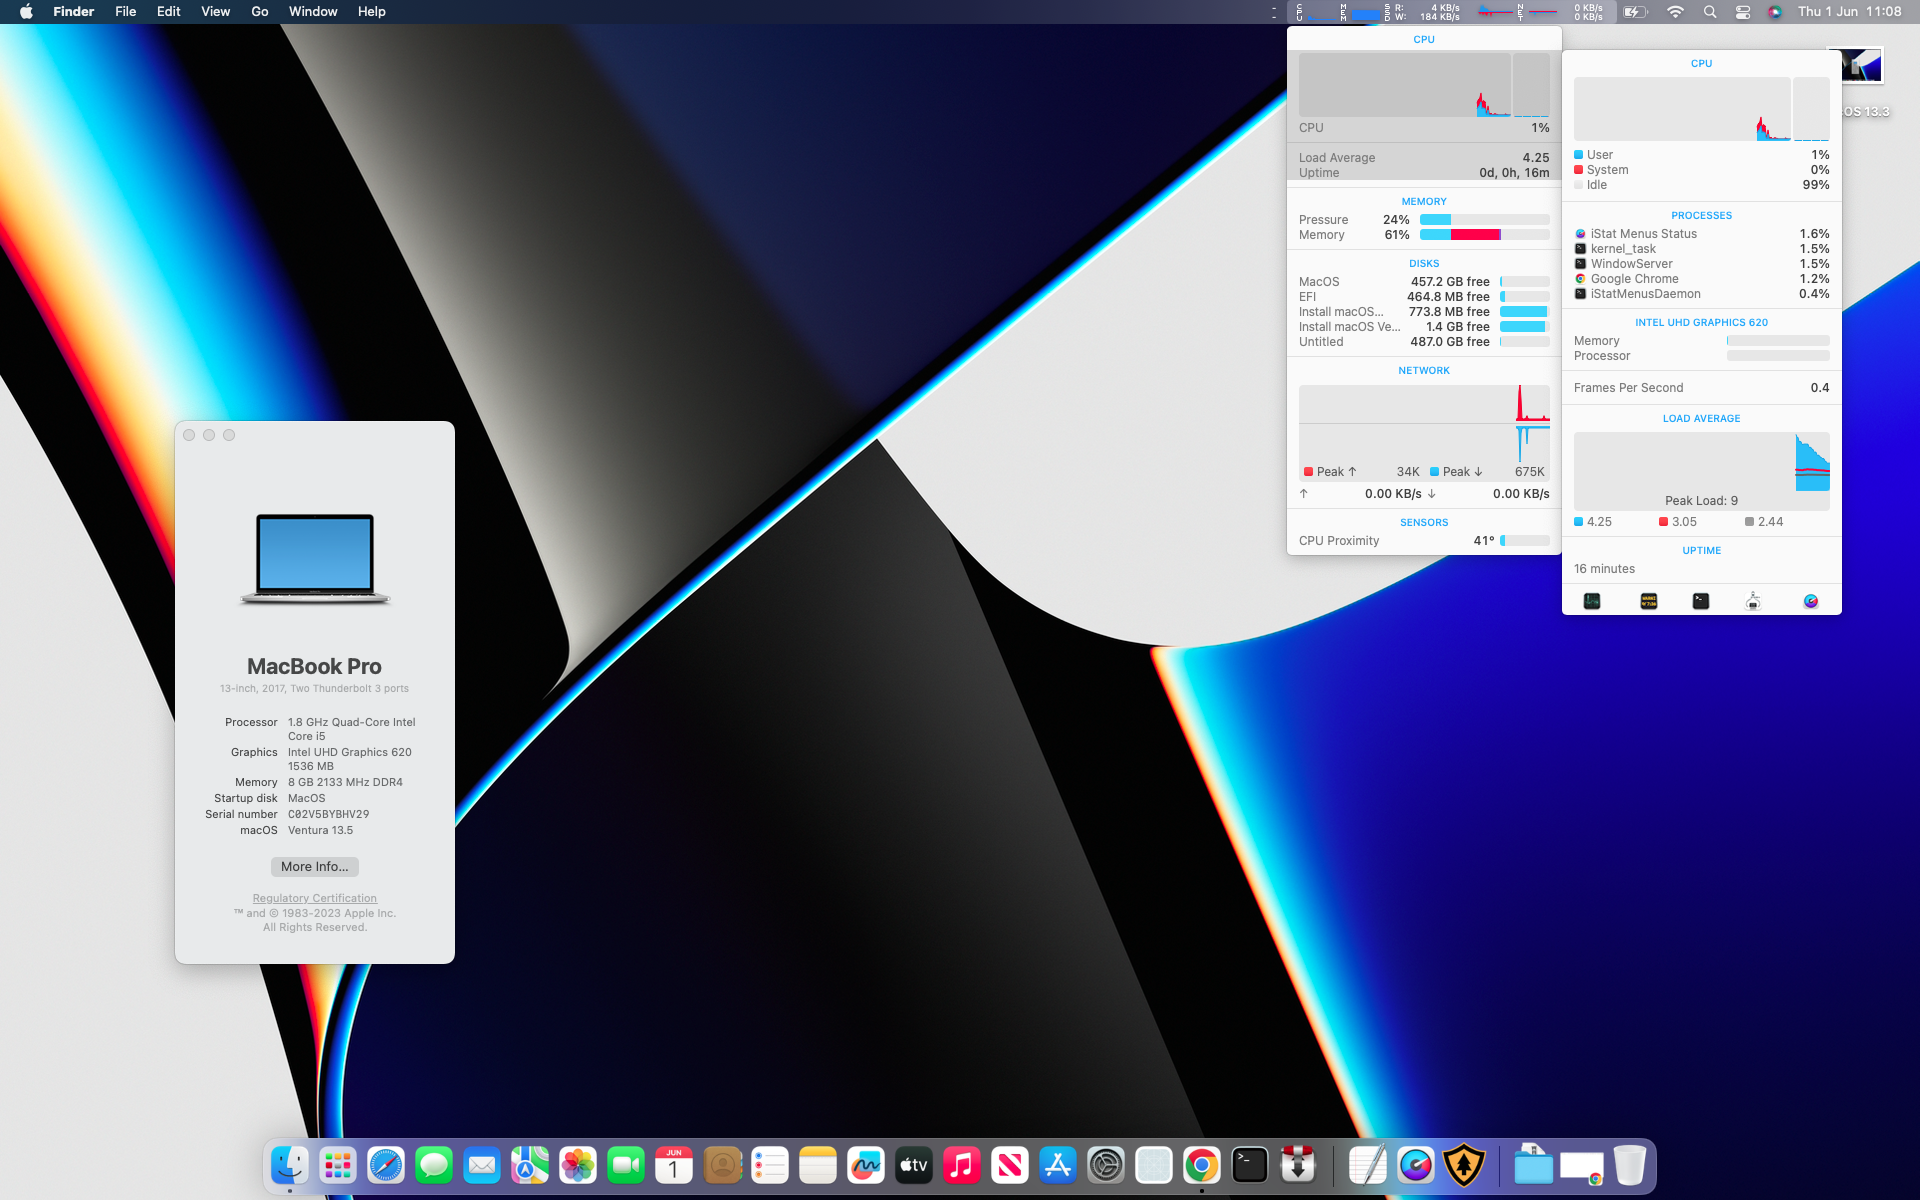 Finder File Edit View Go Window Help
CPU MEM SSD R: 4 KB/s W: 184 KB/s NET 0 KB/s 0 KB/s Thu 1 Jun 11:08
CPU
CPU 1%
Load Average 4.25
Uptime 0d, 0h, 16m
MEMORY
Pressure 24%
Memory 61%
DISKS
MacOS 457.2 GB free
EFI 464.8 MB free
Install macOS... 773.8 MB free
Install macOS Ve... 1.4 GB free
Untitled 487.0 GB free
NETWORK
Peak ↑ 34K Peak ↓ 675K
↑ 0.00 KB/s ↓ 0.00 KB/s
SENSORS
CPU Proximity 41°
CPU
User 1%
System 0%
Idle 99%
PROCESSES
iStat Menus Status 1.6%
kernel_task 1.5%
WindowServer 1.5%
Google Chrome 1.2%
iStatMenusDaemon 0.4%
INTEL UHD GRAPHICS 620
Memory
Processor
Frames Per Second 0.4
LOAD AVERAGE
Peak Load: 9
4.25 3.05 2.44
UPTIME
16 minutes
OS 13.3
MacBook Pro
13-inch, 2017, Two Thunderbolt 3 ports
Processor 1.8 GHz Quad-Core Intel
Core i5
Graphics Intel UHD Graphics 620
1536 MB
Memory 8 GB 2133 MHz DDR4
Startup disk MacOS
Serial number C02V5BYBHV29
macOS Ventura 13.5
More Info...
Regulatory Certification
™ and © 1983-2023 Apple Inc.
All Rights Reserved.
JUN
1
tv